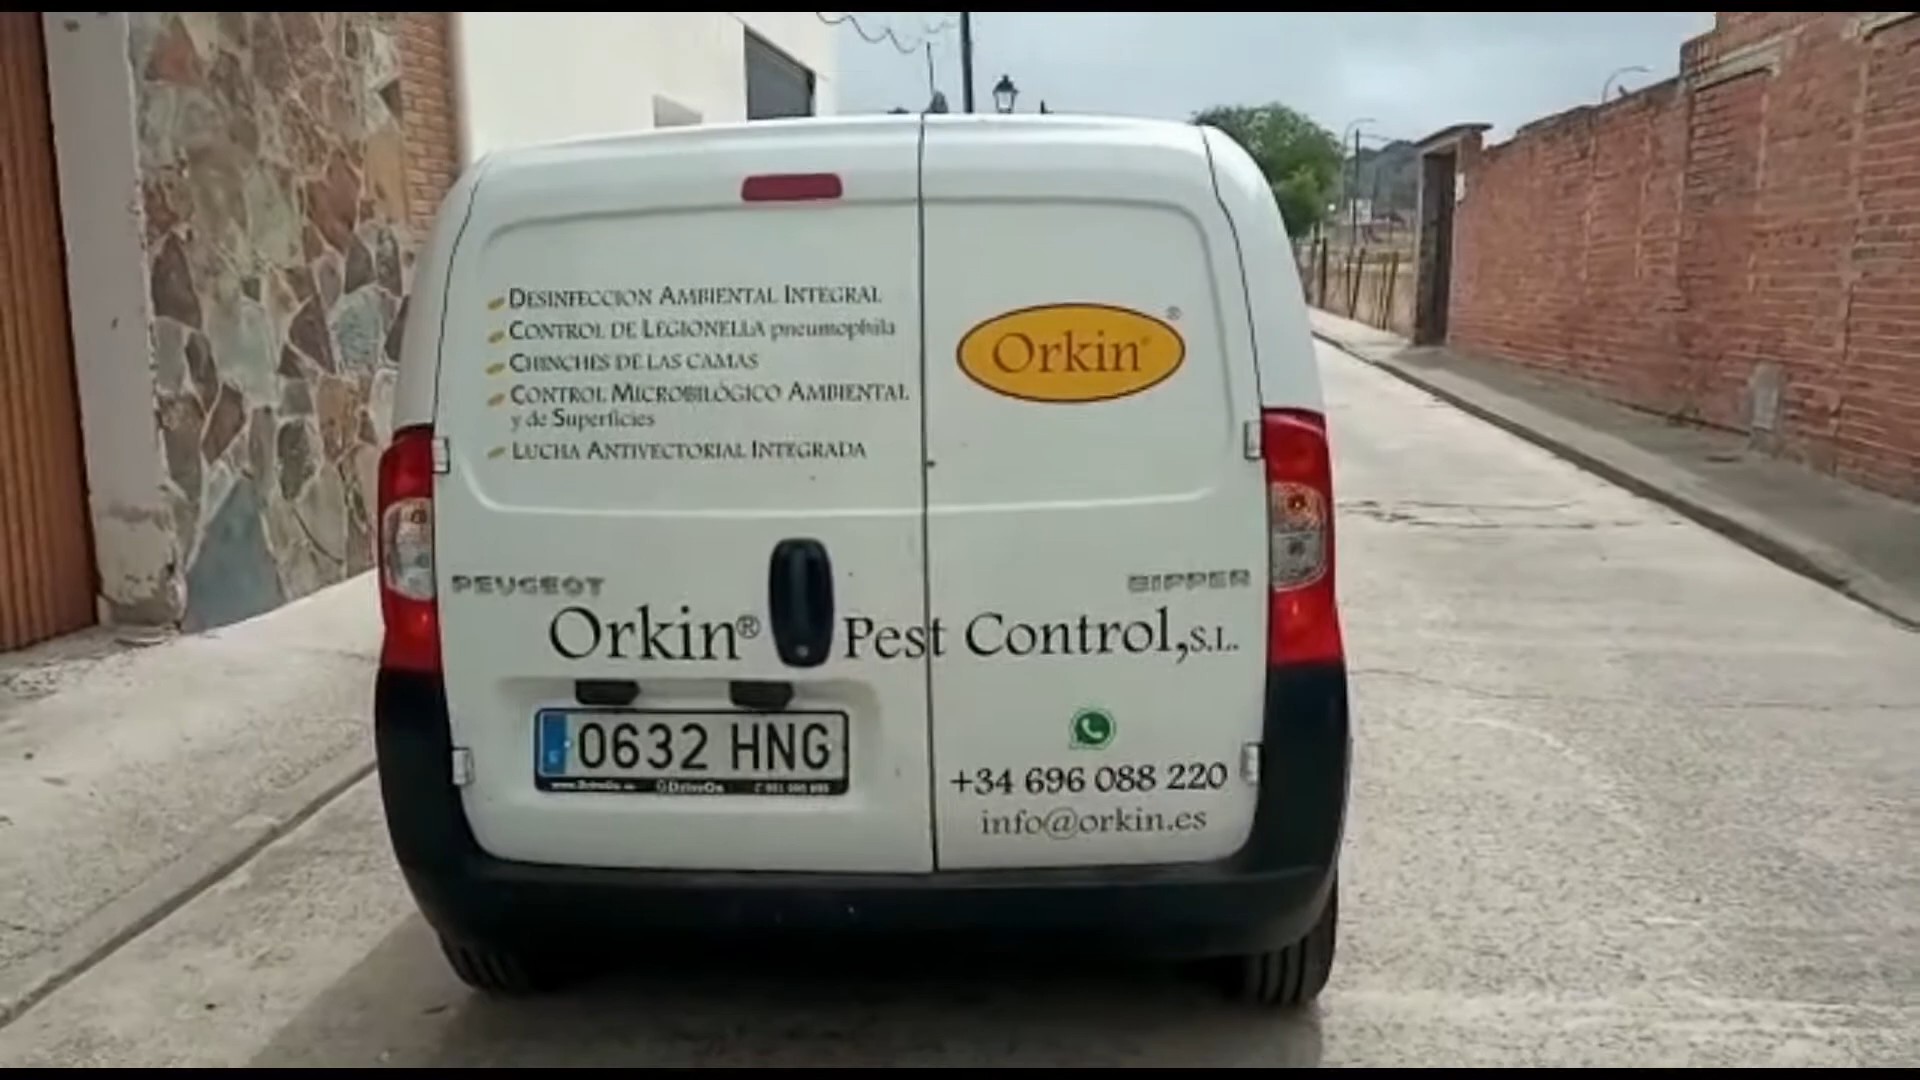 DESINFECCION AMBIENTAL INTEGRAL
CONTROL DE LEGIONELLA pneumophila
CHINCHES DE LAS CAMAS
CONTROL MICROBILÓGICO AMBIENTAL
y de Superficies
LUCHA ANTIVECTORIAL INTEGRADA
Orkin®
®
PEUGEOT
BIPPER
Orkin® Pest Control, S.L.
0632 HNG
+34 696 088 220
info@orkin.es